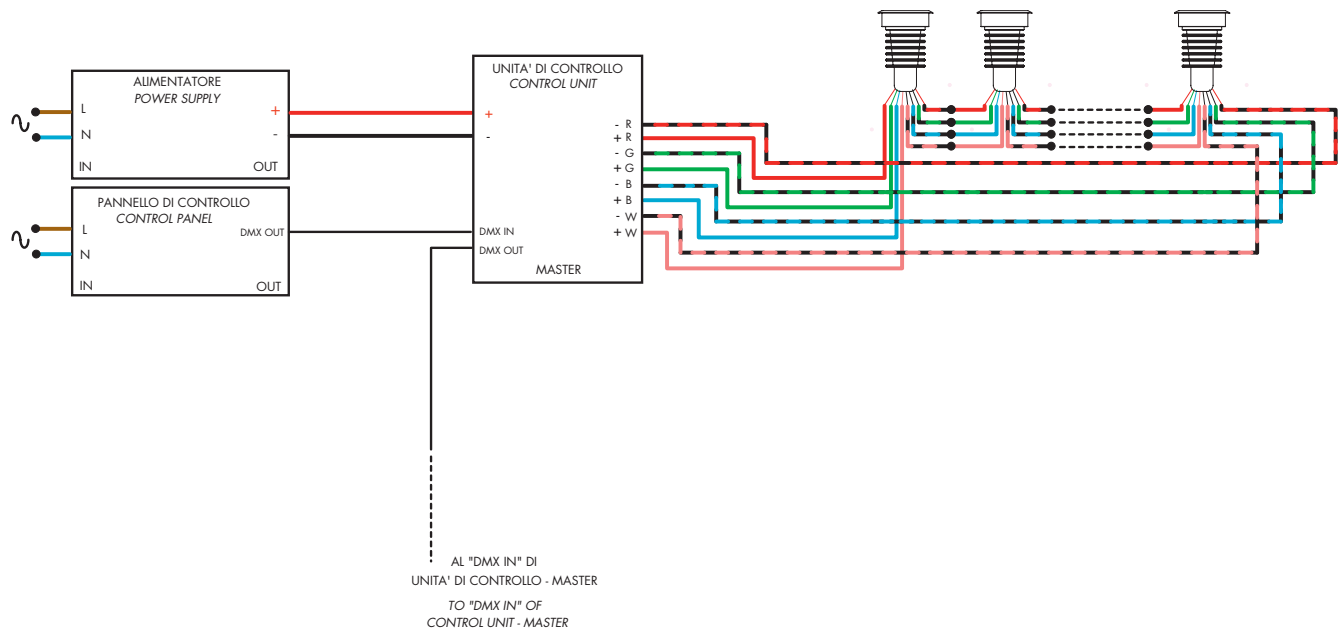 ALIMENTATORE
POWER SUPPLY
L
+
N
-
IN
OUT
PANNELLO DI CONTROLLO
CONTROL PANEL
L
DMX OUT
N
IN
OUT
UNITA' DI CONTROLLO
CONTROL UNIT
+
-
- R
+ R
- G
+ G
- B
+ B
- W
+ W
DMX IN
DMX OUT
MASTER
AL "DMX IN" DI
UNITA' DI CONTROLLO - MASTER
TO "DMX IN" OF
CONTROL UNIT - MASTER